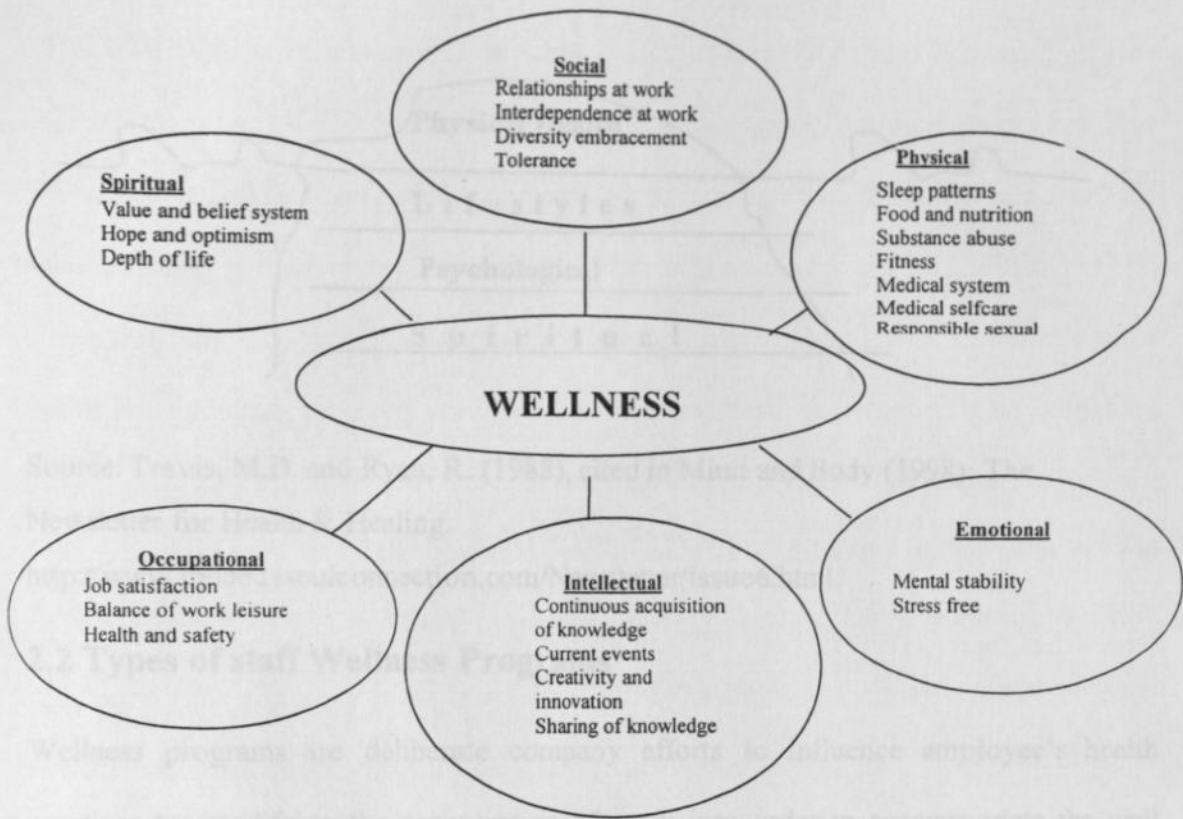 Social
Relationships at work
Interdependence at work
Diversity embracement
Tolerance
Spiritual
Value and belief system
Hope and optimism
Depth of life
Physical
Sleep patterns
Food and nutrition
Substance abuse
Fitness
Medical system
Medical selfcare
Responsible sexual
Lifestyles
Psychological
Spiritual
WELLNESS
Source: Travis, M.D. and Ryan, R. (1988), cited in Mind and Body (1998): The
Newsletter for Health & Healing.
Occupational
Job satisfaction
Balance of work leisure
Health and safety
Intellectual
Continuous acquisition
of knowledge
Current events
Creativity and
innovation
Sharing of knowledge
Emotional
Mental stability
Stress free
2.2 Types of staff Wellness Programs
Wellness programs are deliberate company efforts to influence employee's health